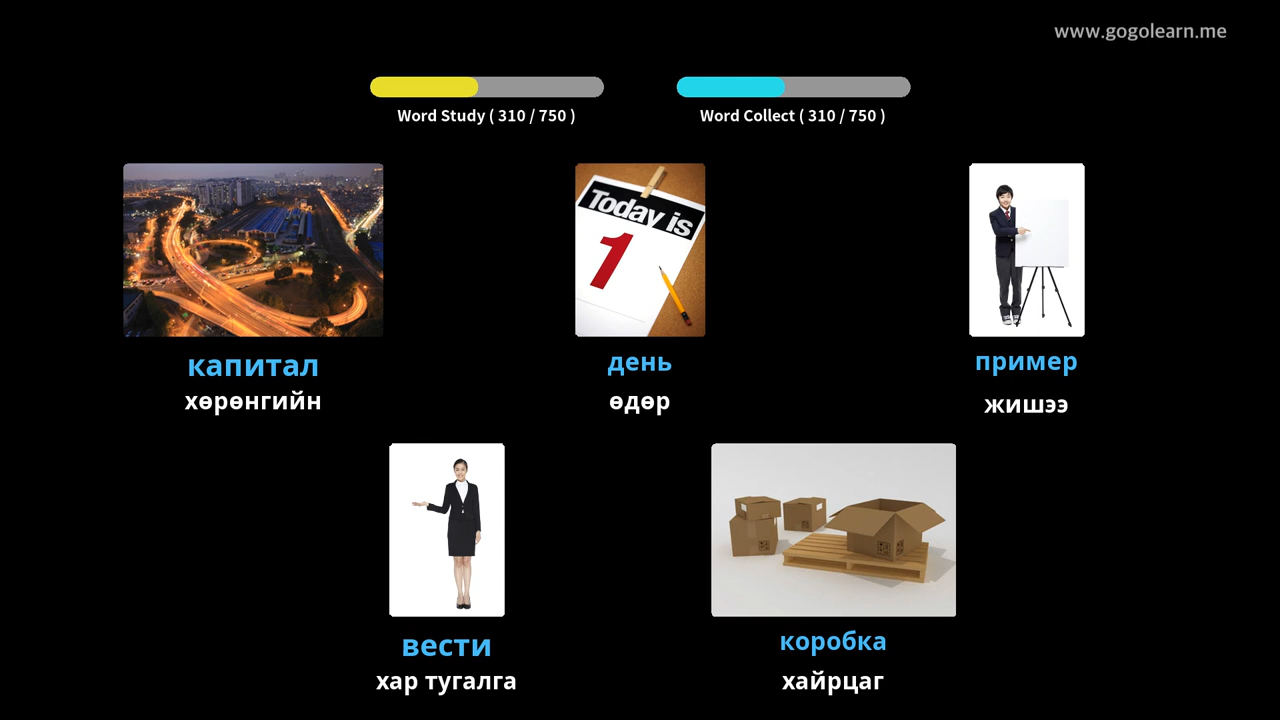 www.gogolearn.me
Word Study ( 310 / 750 )
Word Collect ( 310 / 750 )
Today is
1
капитал
хөрөнгийн
день
өдөр
пример
жишээ
вести
хар тугалга
коробка
хайрцаг